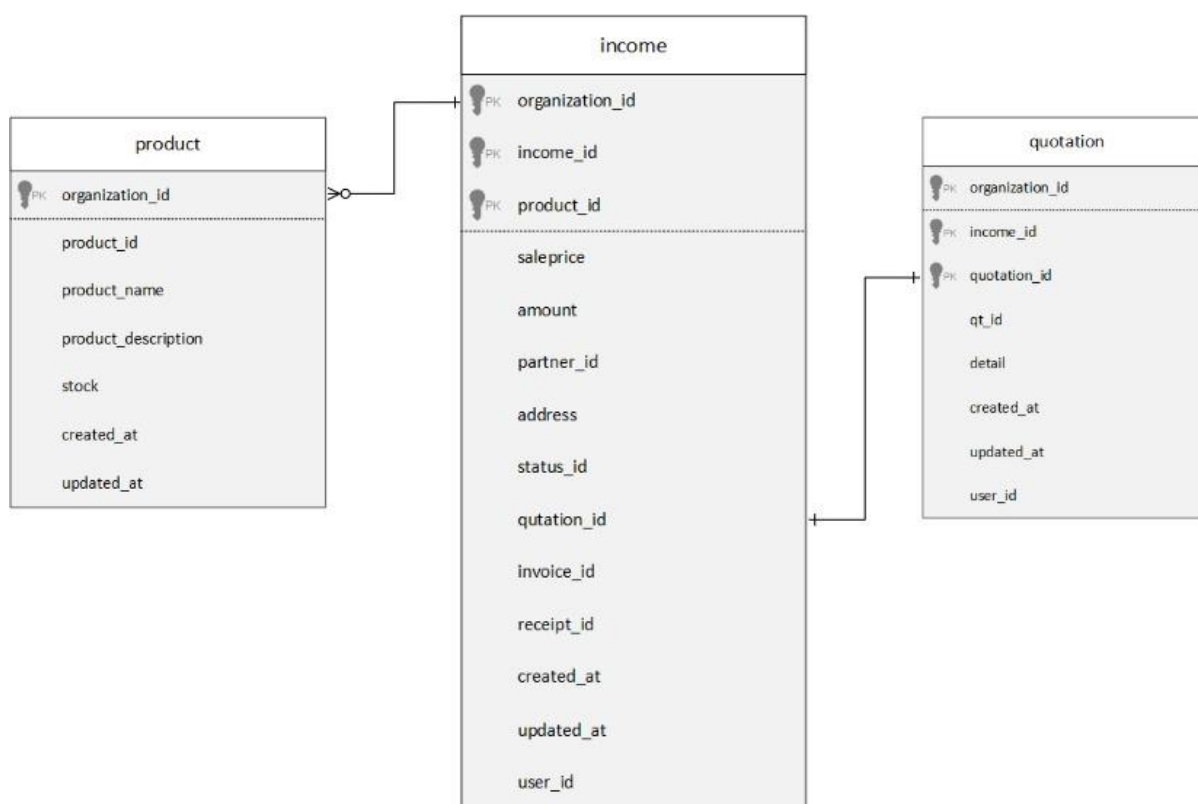 product
PK organization_id
product_id
product_name
product_description
stock
created_at
updated_at
income
PK organization_id
PK income_id
PK product_id
saleprice
amount
partner_id
address
status_id
qutation_id
invoice_id
receipt_id
created_at
updated_at
user_id
quotation
PK organization_id
PK income_id
PK quotation_id
qt_id
detail
created_at
updated_at
user_id